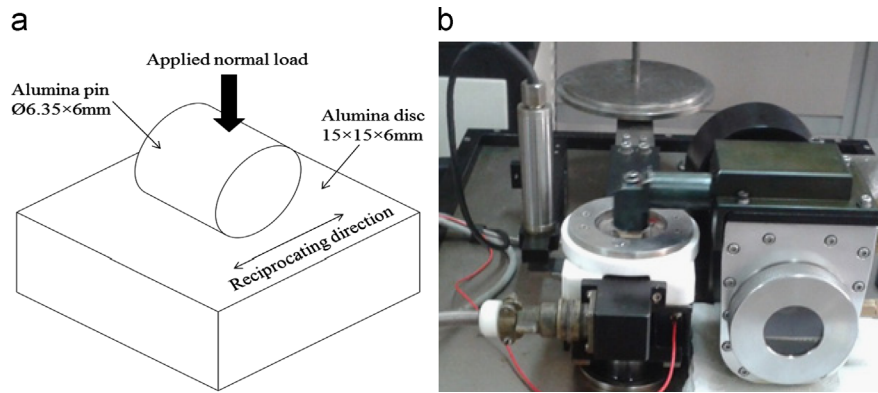 a
Applied normal load
Alumina pin
Ø6.35×6mm
Alumina disc
15×15×6mm
Reciprocating direction
b